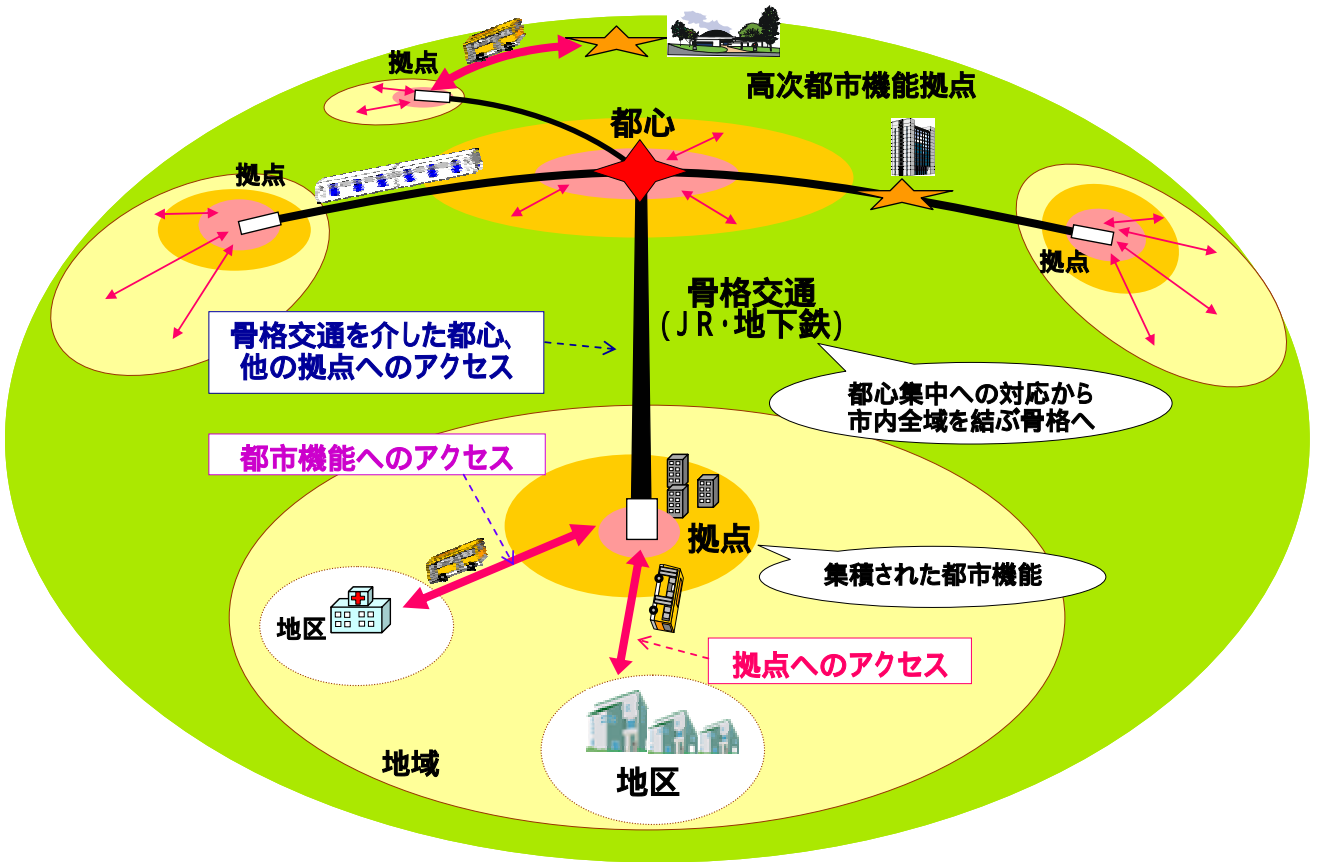 拠点
高次都市機能拠点
都心
拠点
拠点
骨格交通
(JR・地下鉄)
骨格交通を介した都心、
他の拠点へのアクセス
都心集中への対応から
市内全域を結ぶ骨格へ
都市機能へのアクセス
拠点
集積された都市機能
地区
拠点へのアクセス
地域
地区